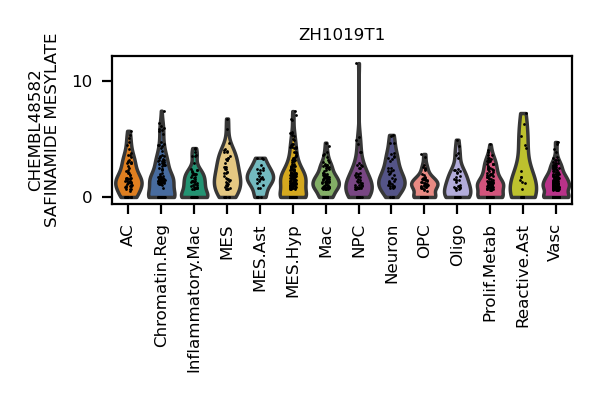 ZH1019T1
CHEMBL48582
SAFINAMIDE MESYLATE
10
0
AC
Chromatin.Reg
Inflammatory.Mac
MES
MES.Ast
MES.Hyp
Mac
NPC
Neuron
OPC
Oligo
Prolif.Metab
Reactive.Ast
Vasc